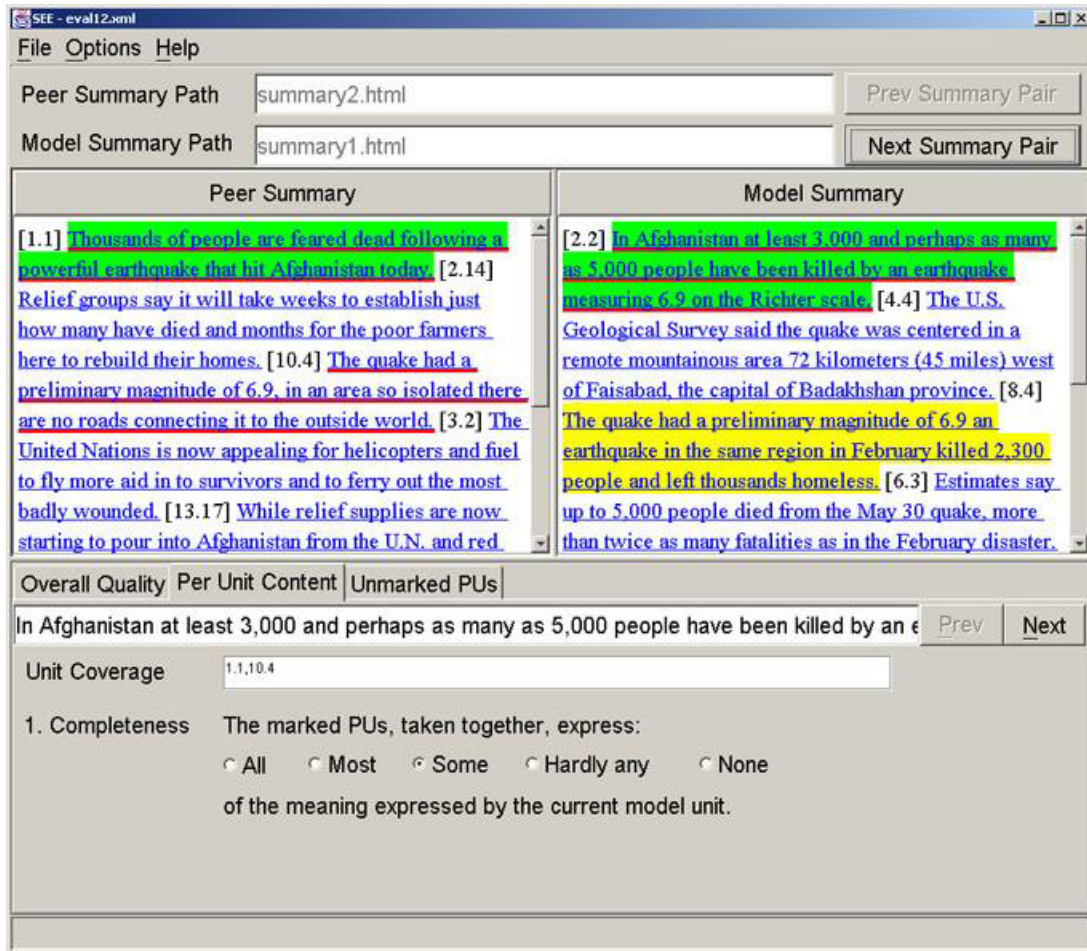 SEE - eval12.xml
File Options Help
Peer Summary Path summary2.html Prev Summary Pair
Model Summary Path summary1.html Next Summary Pair
Peer Summary
[1.1] Thousands of people are feared dead following a
powerful earthquake that hit Afghanistan today. [2.14]
Relief groups say it will take weeks to establish just
how many have died and months for the poor farmers
here to rebuild their homes. [10.4] The quake had a
preliminary magnitude of 6.9, in an area so isolated there
are no roads connecting it to the outside world. [3.2] The
United Nations is now appealing for helicopters and fuel
to fly more aid in to survivors and to ferry out the most
badly wounded. [13.17] While relief supplies are now
starting to pour into Afghanistan from the U.N. and red
Model Summary
[2.2] In Afghanistan at least 3,000 and perhaps as many
as 5,000 people have been killed by an earthquake
measuring 6.9 on the Richter scale. [4.4] The U.S.
Geological Survey said the quake was centered in a
remote mountainous area 72 kilometers (45 miles) west
of Faisabad, the capital of Badakhshan province. [8.4]
The quake had a preliminary magnitude of 6.9 an
earthquake in the same region in February killed 2,300
people and left thousands homeless. [6.3] Estimates say
up to 5,000 people died from the May 30 quake, more
than twice as many fatalities as in the February disaster.
Overall Quality Per Unit Content Unmarked PUs
In Afghanistan at least 3,000 and perhaps as many as 5,000 people have been killed by an e Prev Next
Unit Coverage 1.1,10.4
1. Completeness The marked PUs, taken together, express:
All Most Some Hardly any None
of the meaning expressed by the current model unit.